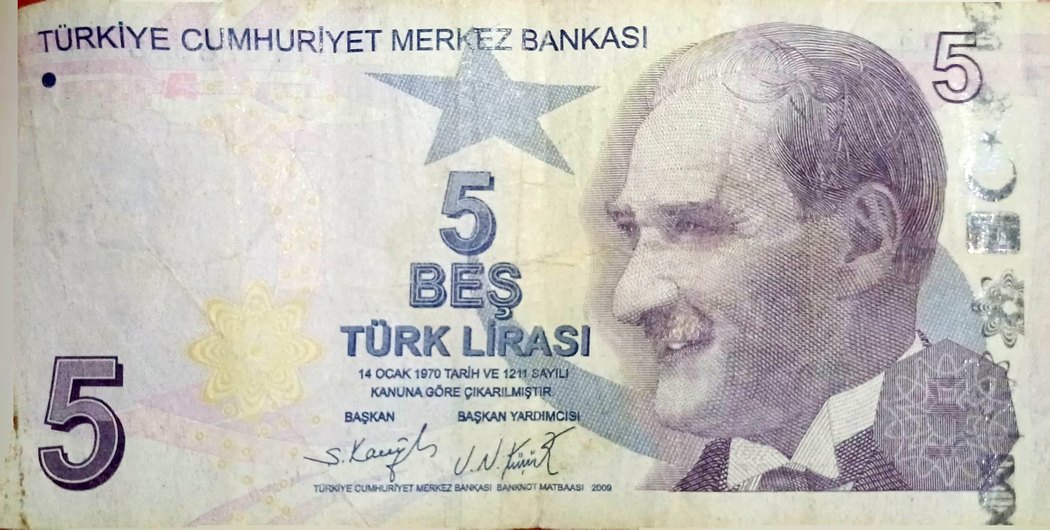 TÜRKİYE CUMHURİYET MERKEZ BANKASI
5
5
BEŞ
TÜRK LİRASI
14 OCAK 1970 TARİH VE 1211 SAYILI
KANUNA GÖRE ÇIKARILMIŞTIR.
BAŞKAN BAŞKAN YARDIMCISI
5
TÜRKİYE CUMHURİYET MERKEZ BANKASI BANKNOT MATBAASI 2009